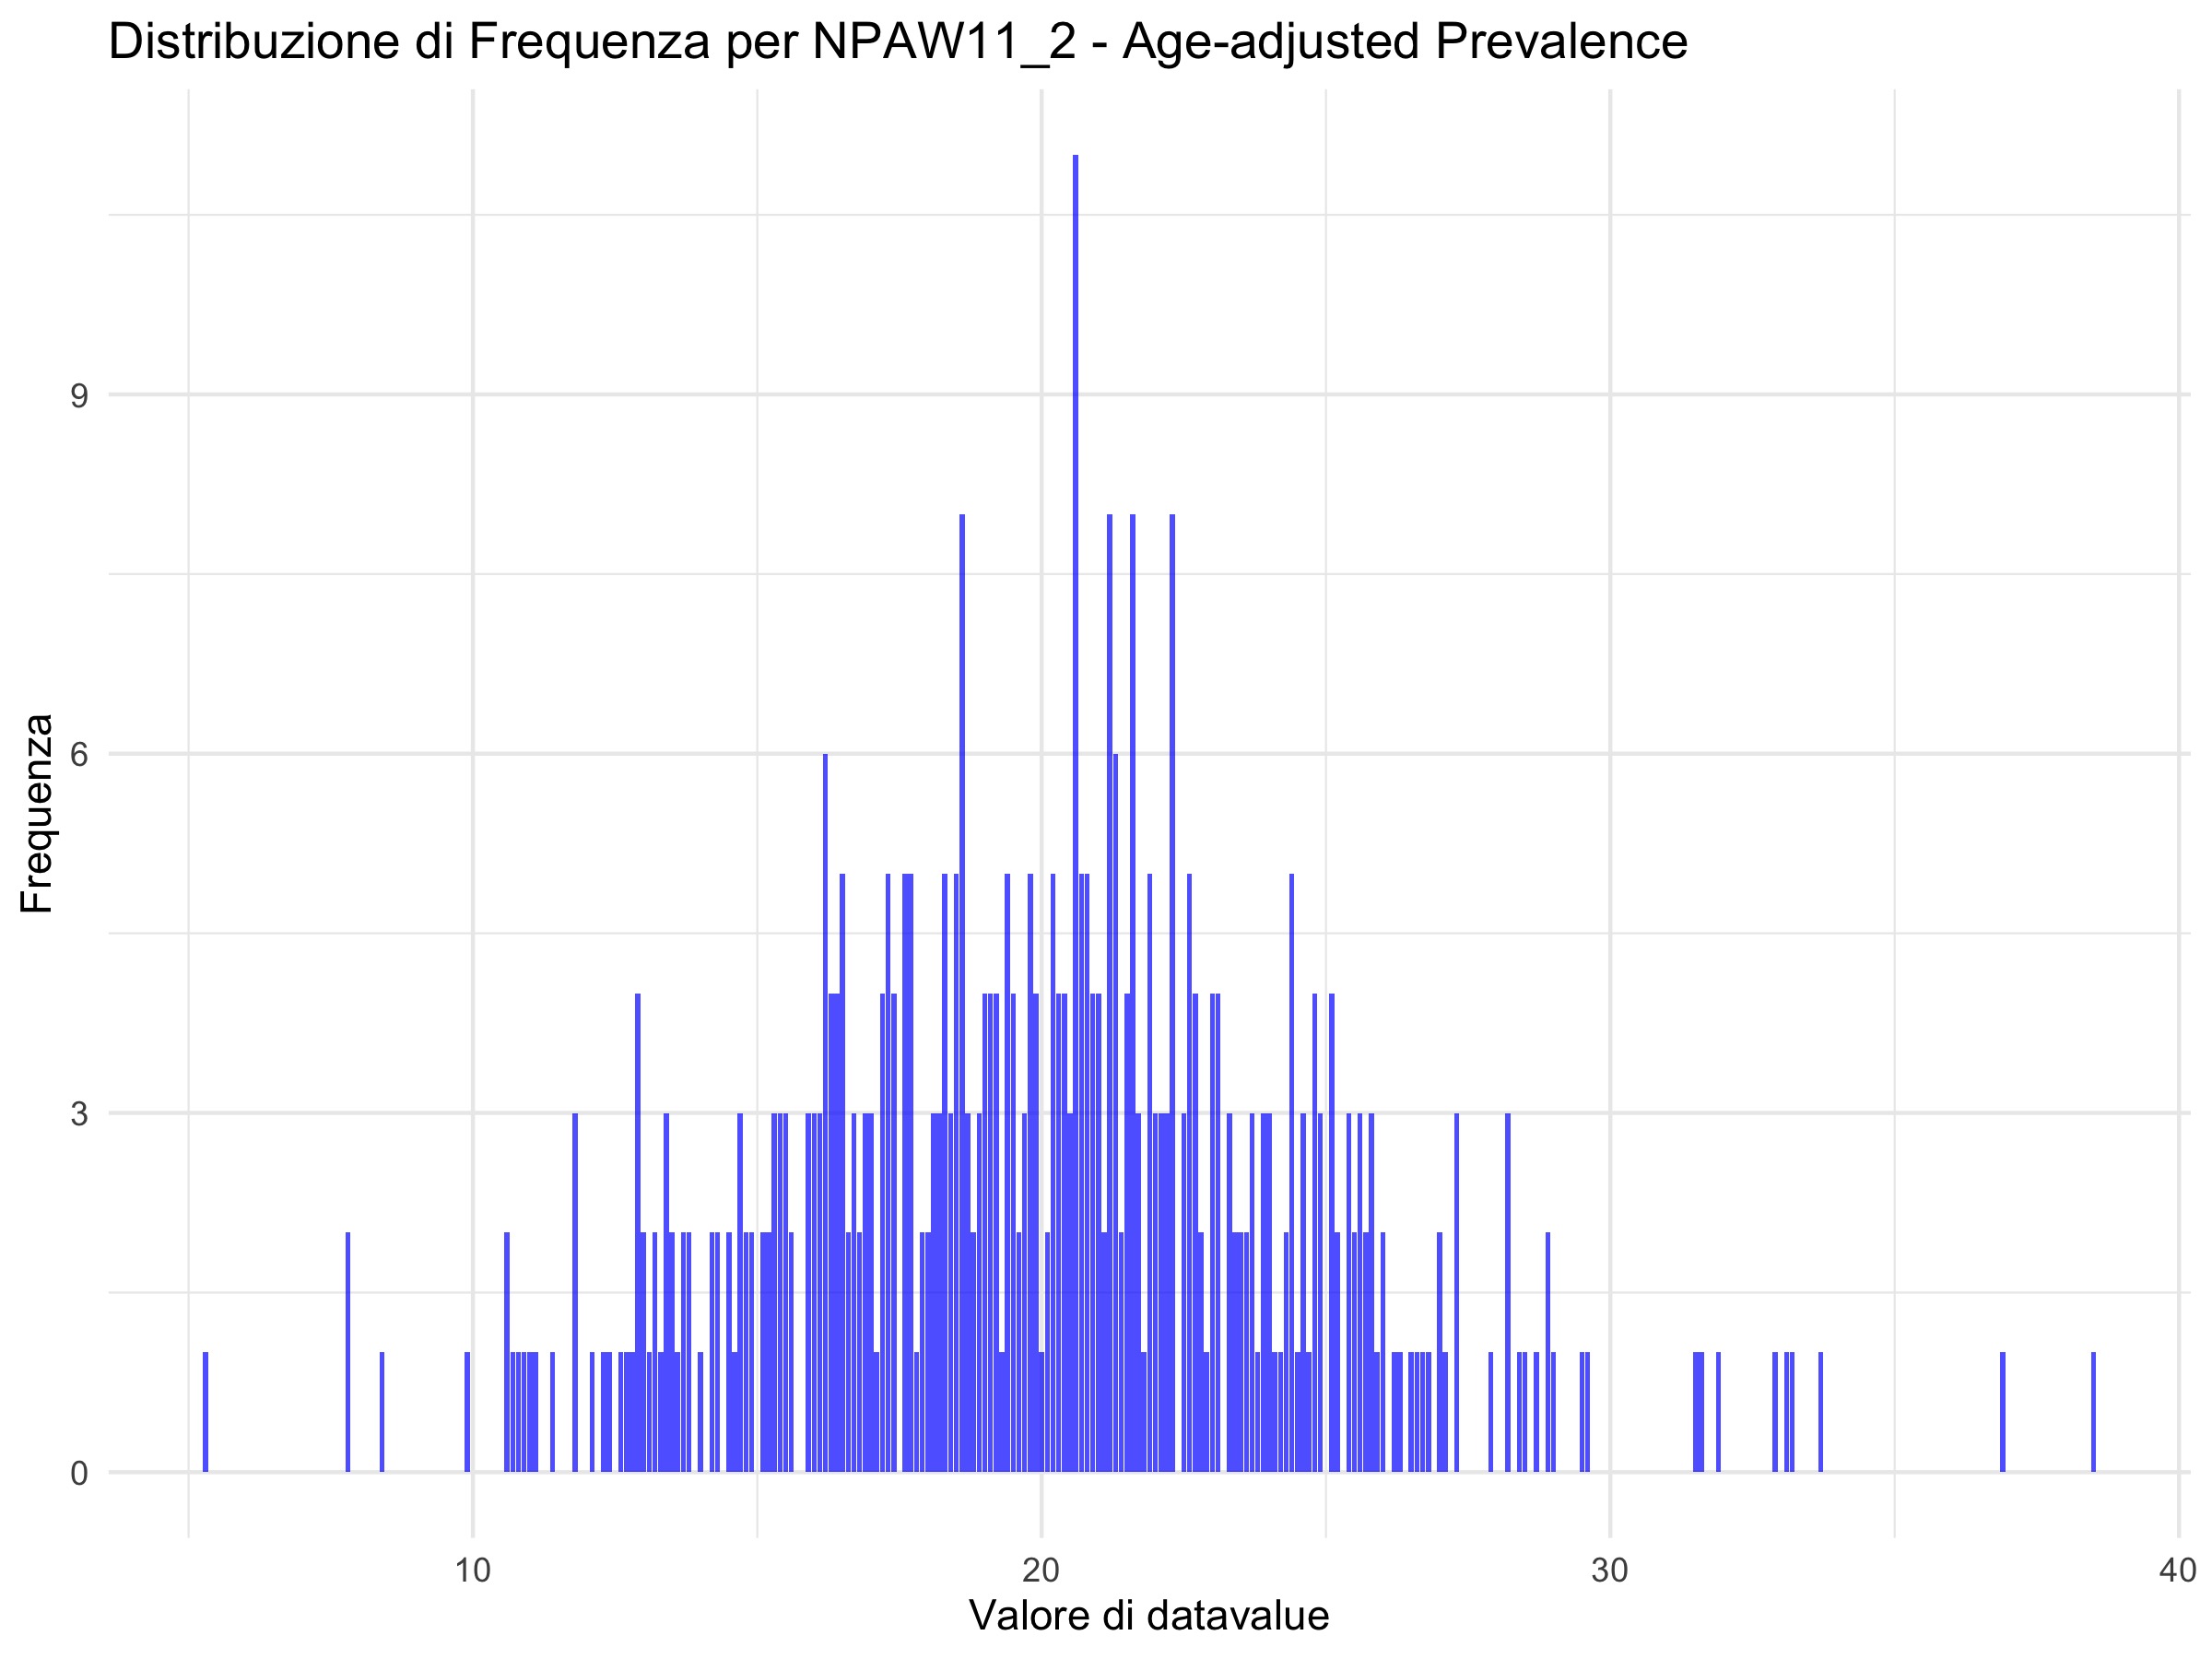 Distribuzione di Frequenza per NPAW11_2 - Age-adjusted Prevalence
Frequenza
9
6
3
0
10 20 30 40
Valore di datavalue